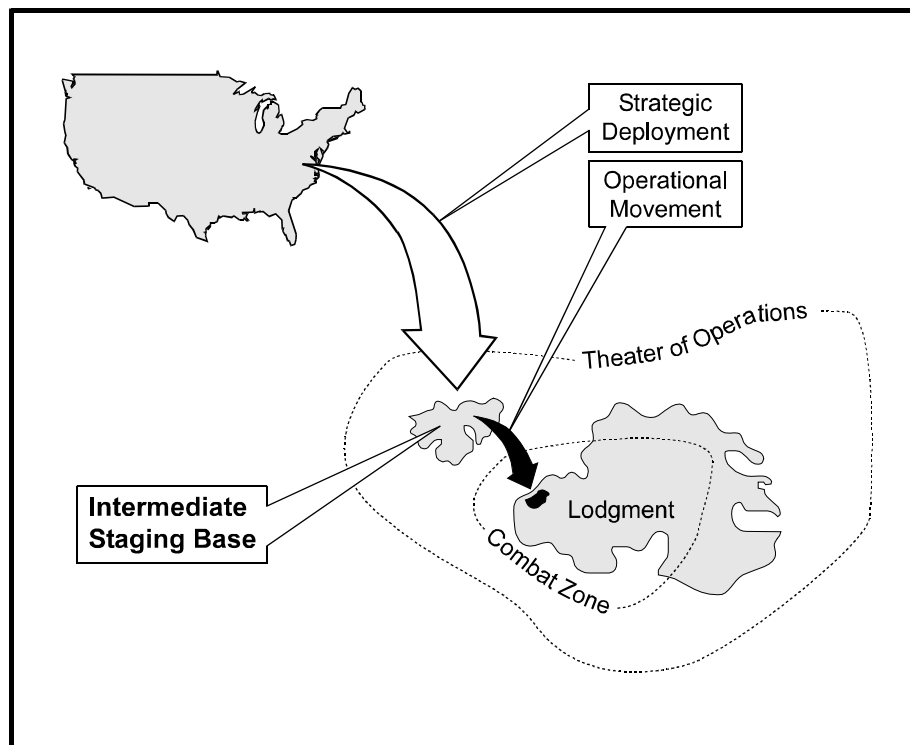 Strategic
Deployment
Operational
Movement
Theater of Operations
Intermediate
Staging Base
Lodgment
Combat Zone